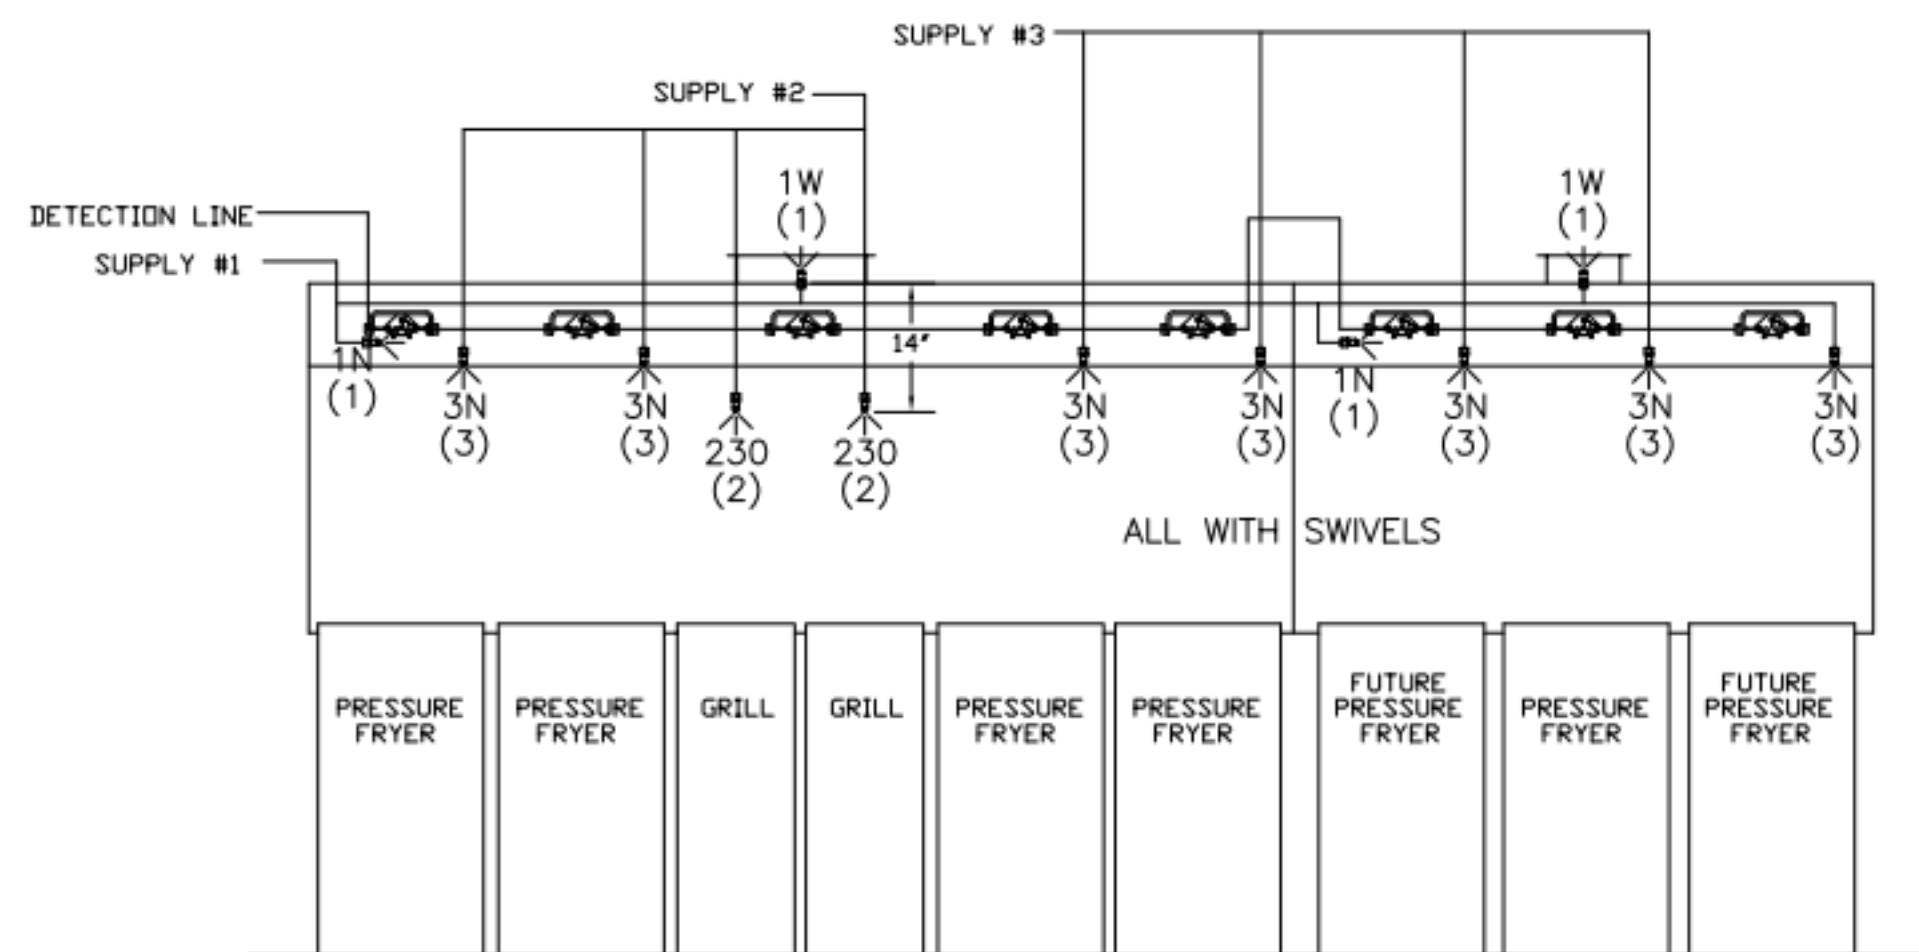 SUPPLY #3
SUPPLY #2
1W
(1)
1W
(1)
DETECTION LINE
SUPPLY #1
14"
1N
(1)
3N
(3)
3N
(3)
230
(2)
230
(2)
3N
(3)
3N
(3)
1N
(1)
3N
(3)
3N
(3)
3N
(3)
ALL WITH SWIVELS
PRESSURE
FRYER
PRESSURE
FRYER
GRILL
GRILL
PRESSURE
FRYER
PRESSURE
FRYER
FUTURE
PRESSURE
FRYER
PRESSURE
FRYER
FUTURE
PRESSURE
FRYER